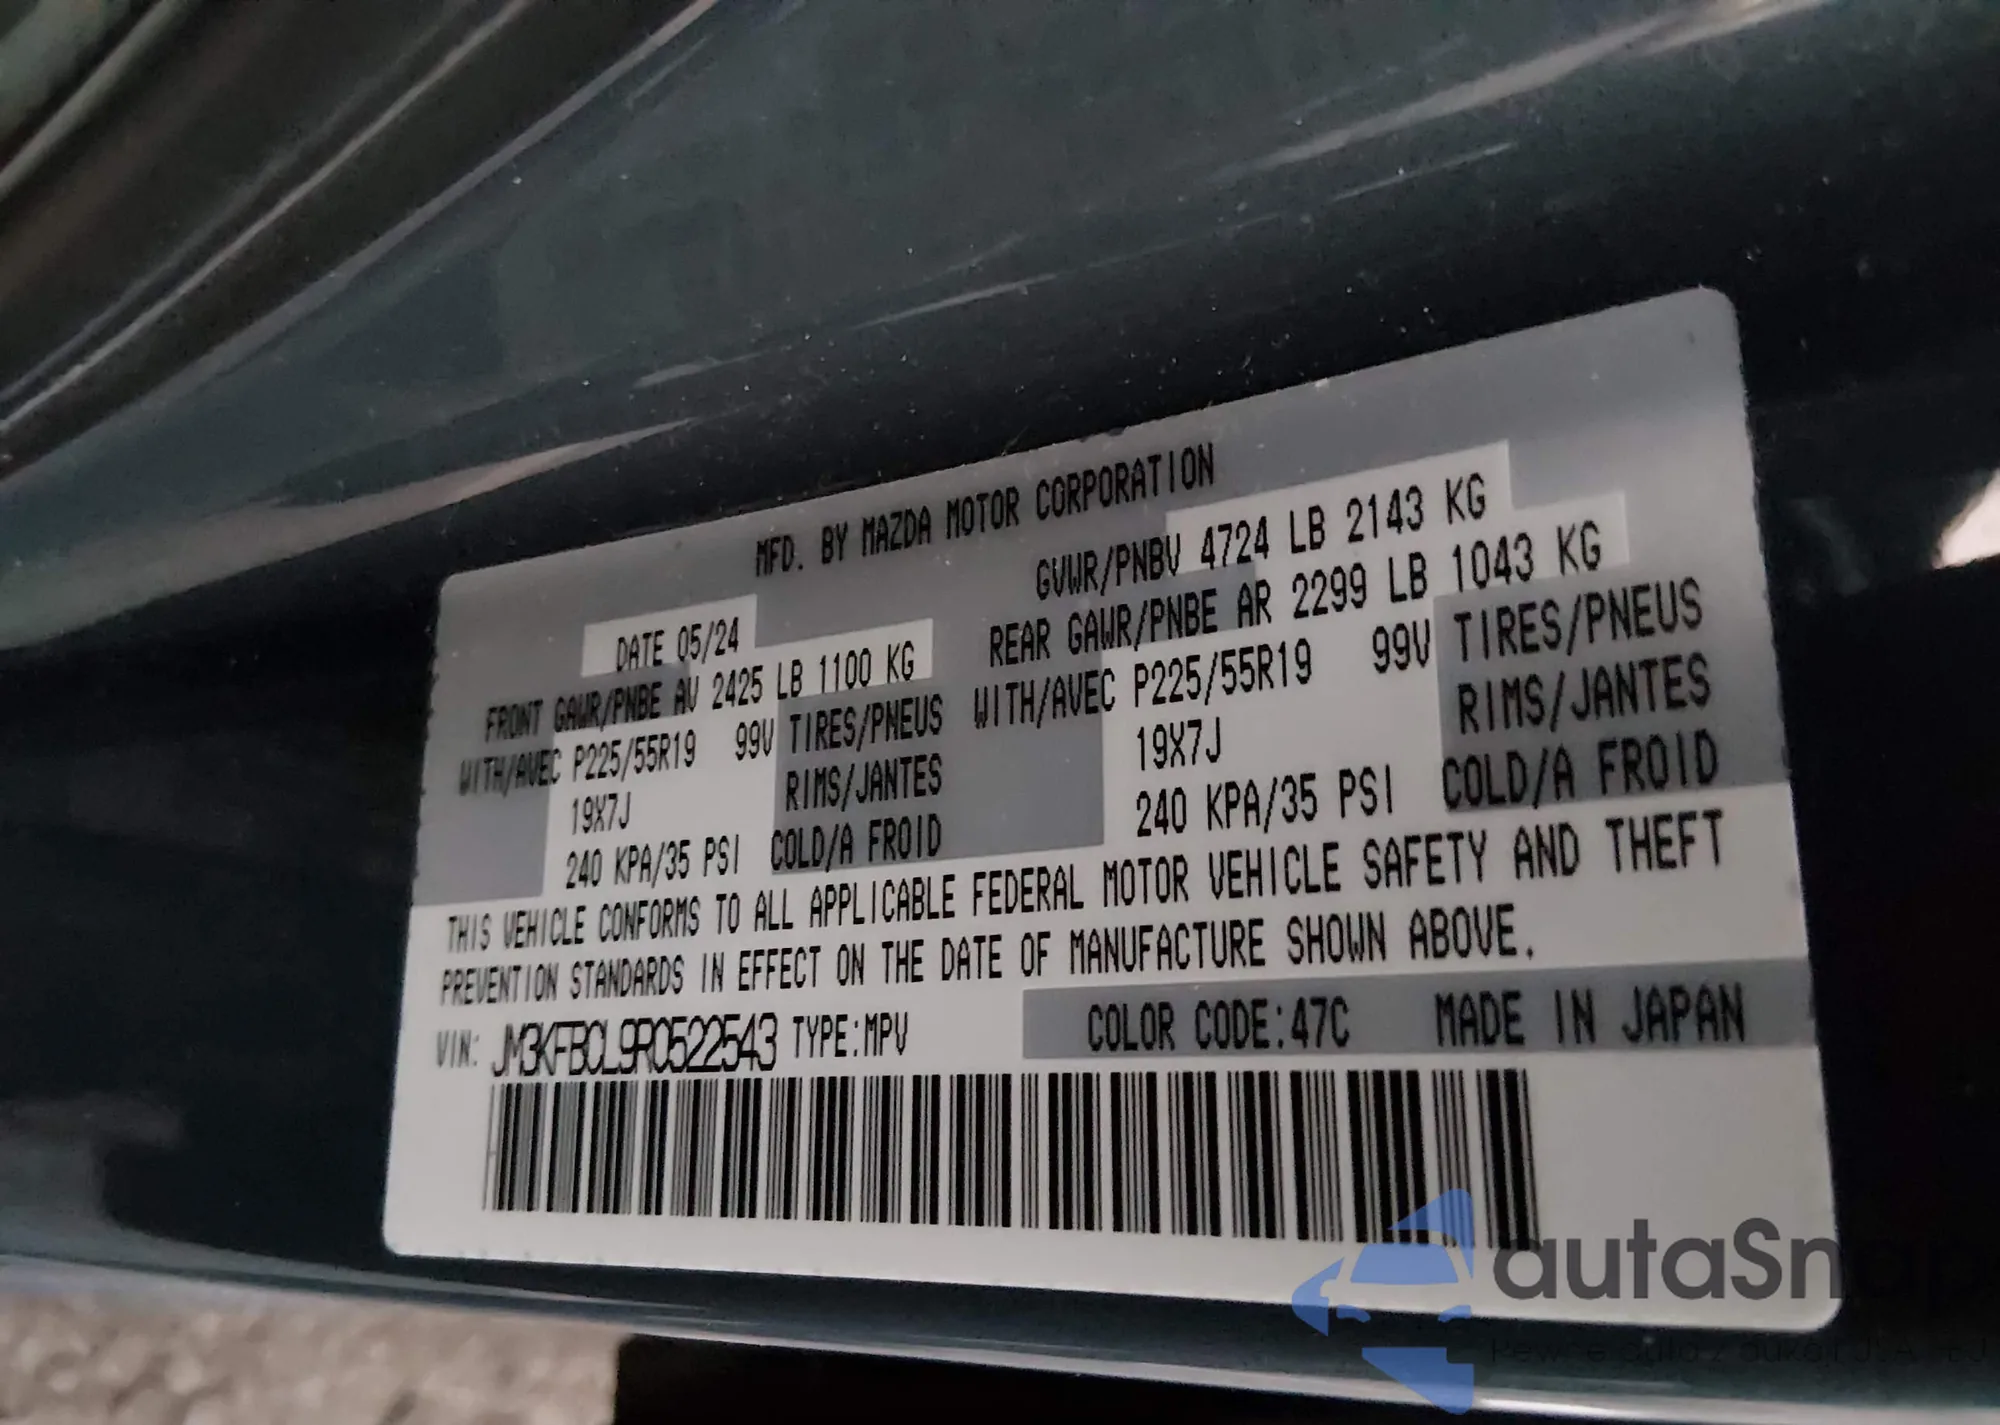 MFD. BY MAZDA MOTOR CORPORATION
DATE 05/24 GVWR/PNBV 4724 LB 2143 KG
FRONT GAWR/PNBE AV 2425 LB 1100 KG REAR GAWR/PNBE AR 2299 LB 1043 KG
WITH/AVEC P225/55R19 99V TIRES/PNEUS WITH/AVEC P225/55R19 99V TIRES/PNEUS
19X7J RIMS/JANTES 19X7J RIMS/JANTES
240 KPA/35 PSI COLD/A FROID 240 KPA/35 PSI COLD/A FROID
THIS VEHICLE CONFORMS TO ALL APPLICABLE FEDERAL MOTOR VEHICLE SAFETY AND THEFT
PREVENTION STANDARDS IN EFFECT ON THE DATE OF MANUFACTURE SHOWN ABOVE.
VIN: JM3KFBCL9R0522543 TYPE:MPV COLOR CODE:47C MADE IN JAPAN
autaSnap